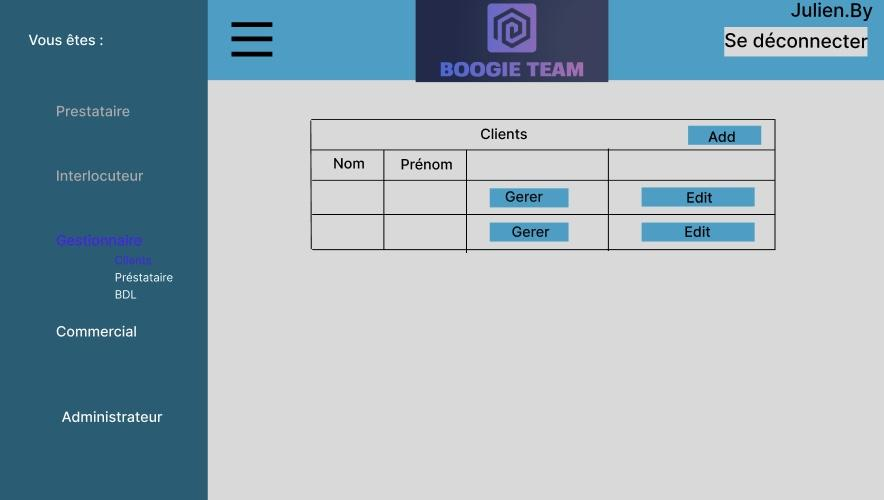 Vous êtes :
Prestataire
Interlocuteur
Gestionnaire
Clients
Préstataire
BDL
Commercial
Administrateur
BOOGIE TEAM
Julien.By
Se déconnecter
Clients Add
Nom Prénom
Gerer Edit
Gerer Edit